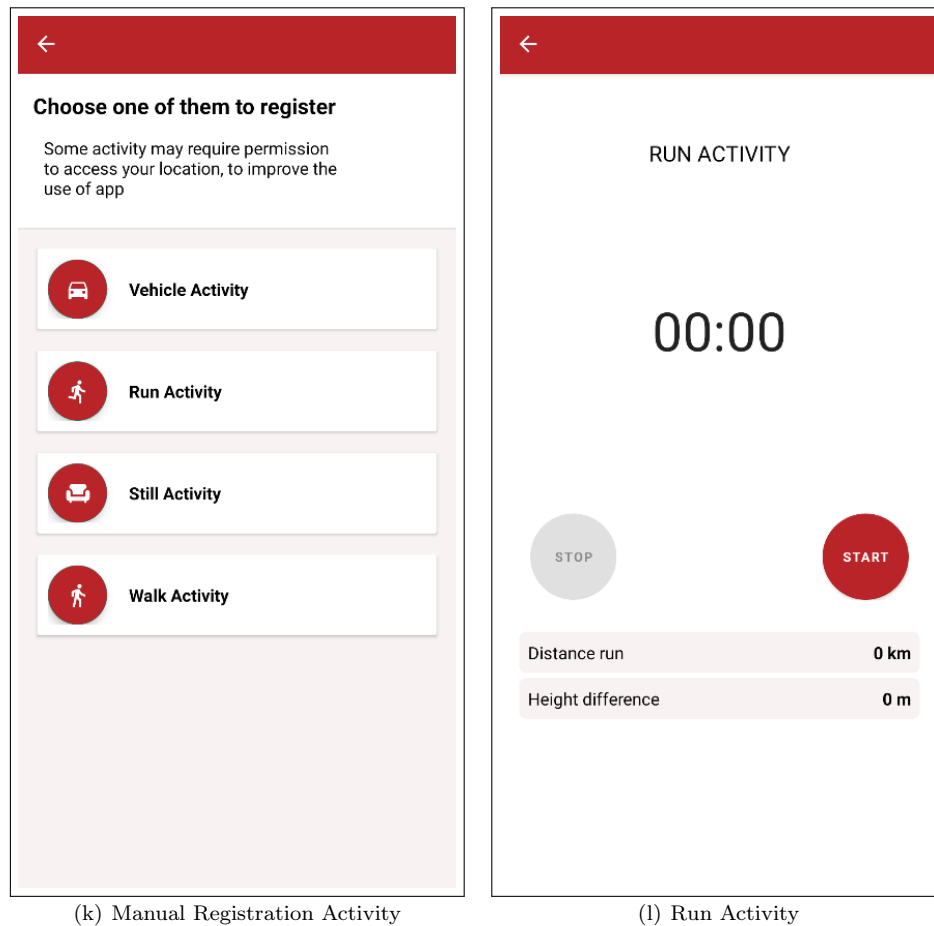 Choose one of them to register
Some activity may require permission
to access your location, to improve the
use of app
Vehicle Activity
Run Activity
Still Activity
Walk Activity
(k) Manual Registration Activity
RUN ACTIVITY
00:00
STOP
START
Distance run 0 km
Height difference 0 m
(l) Run Activity